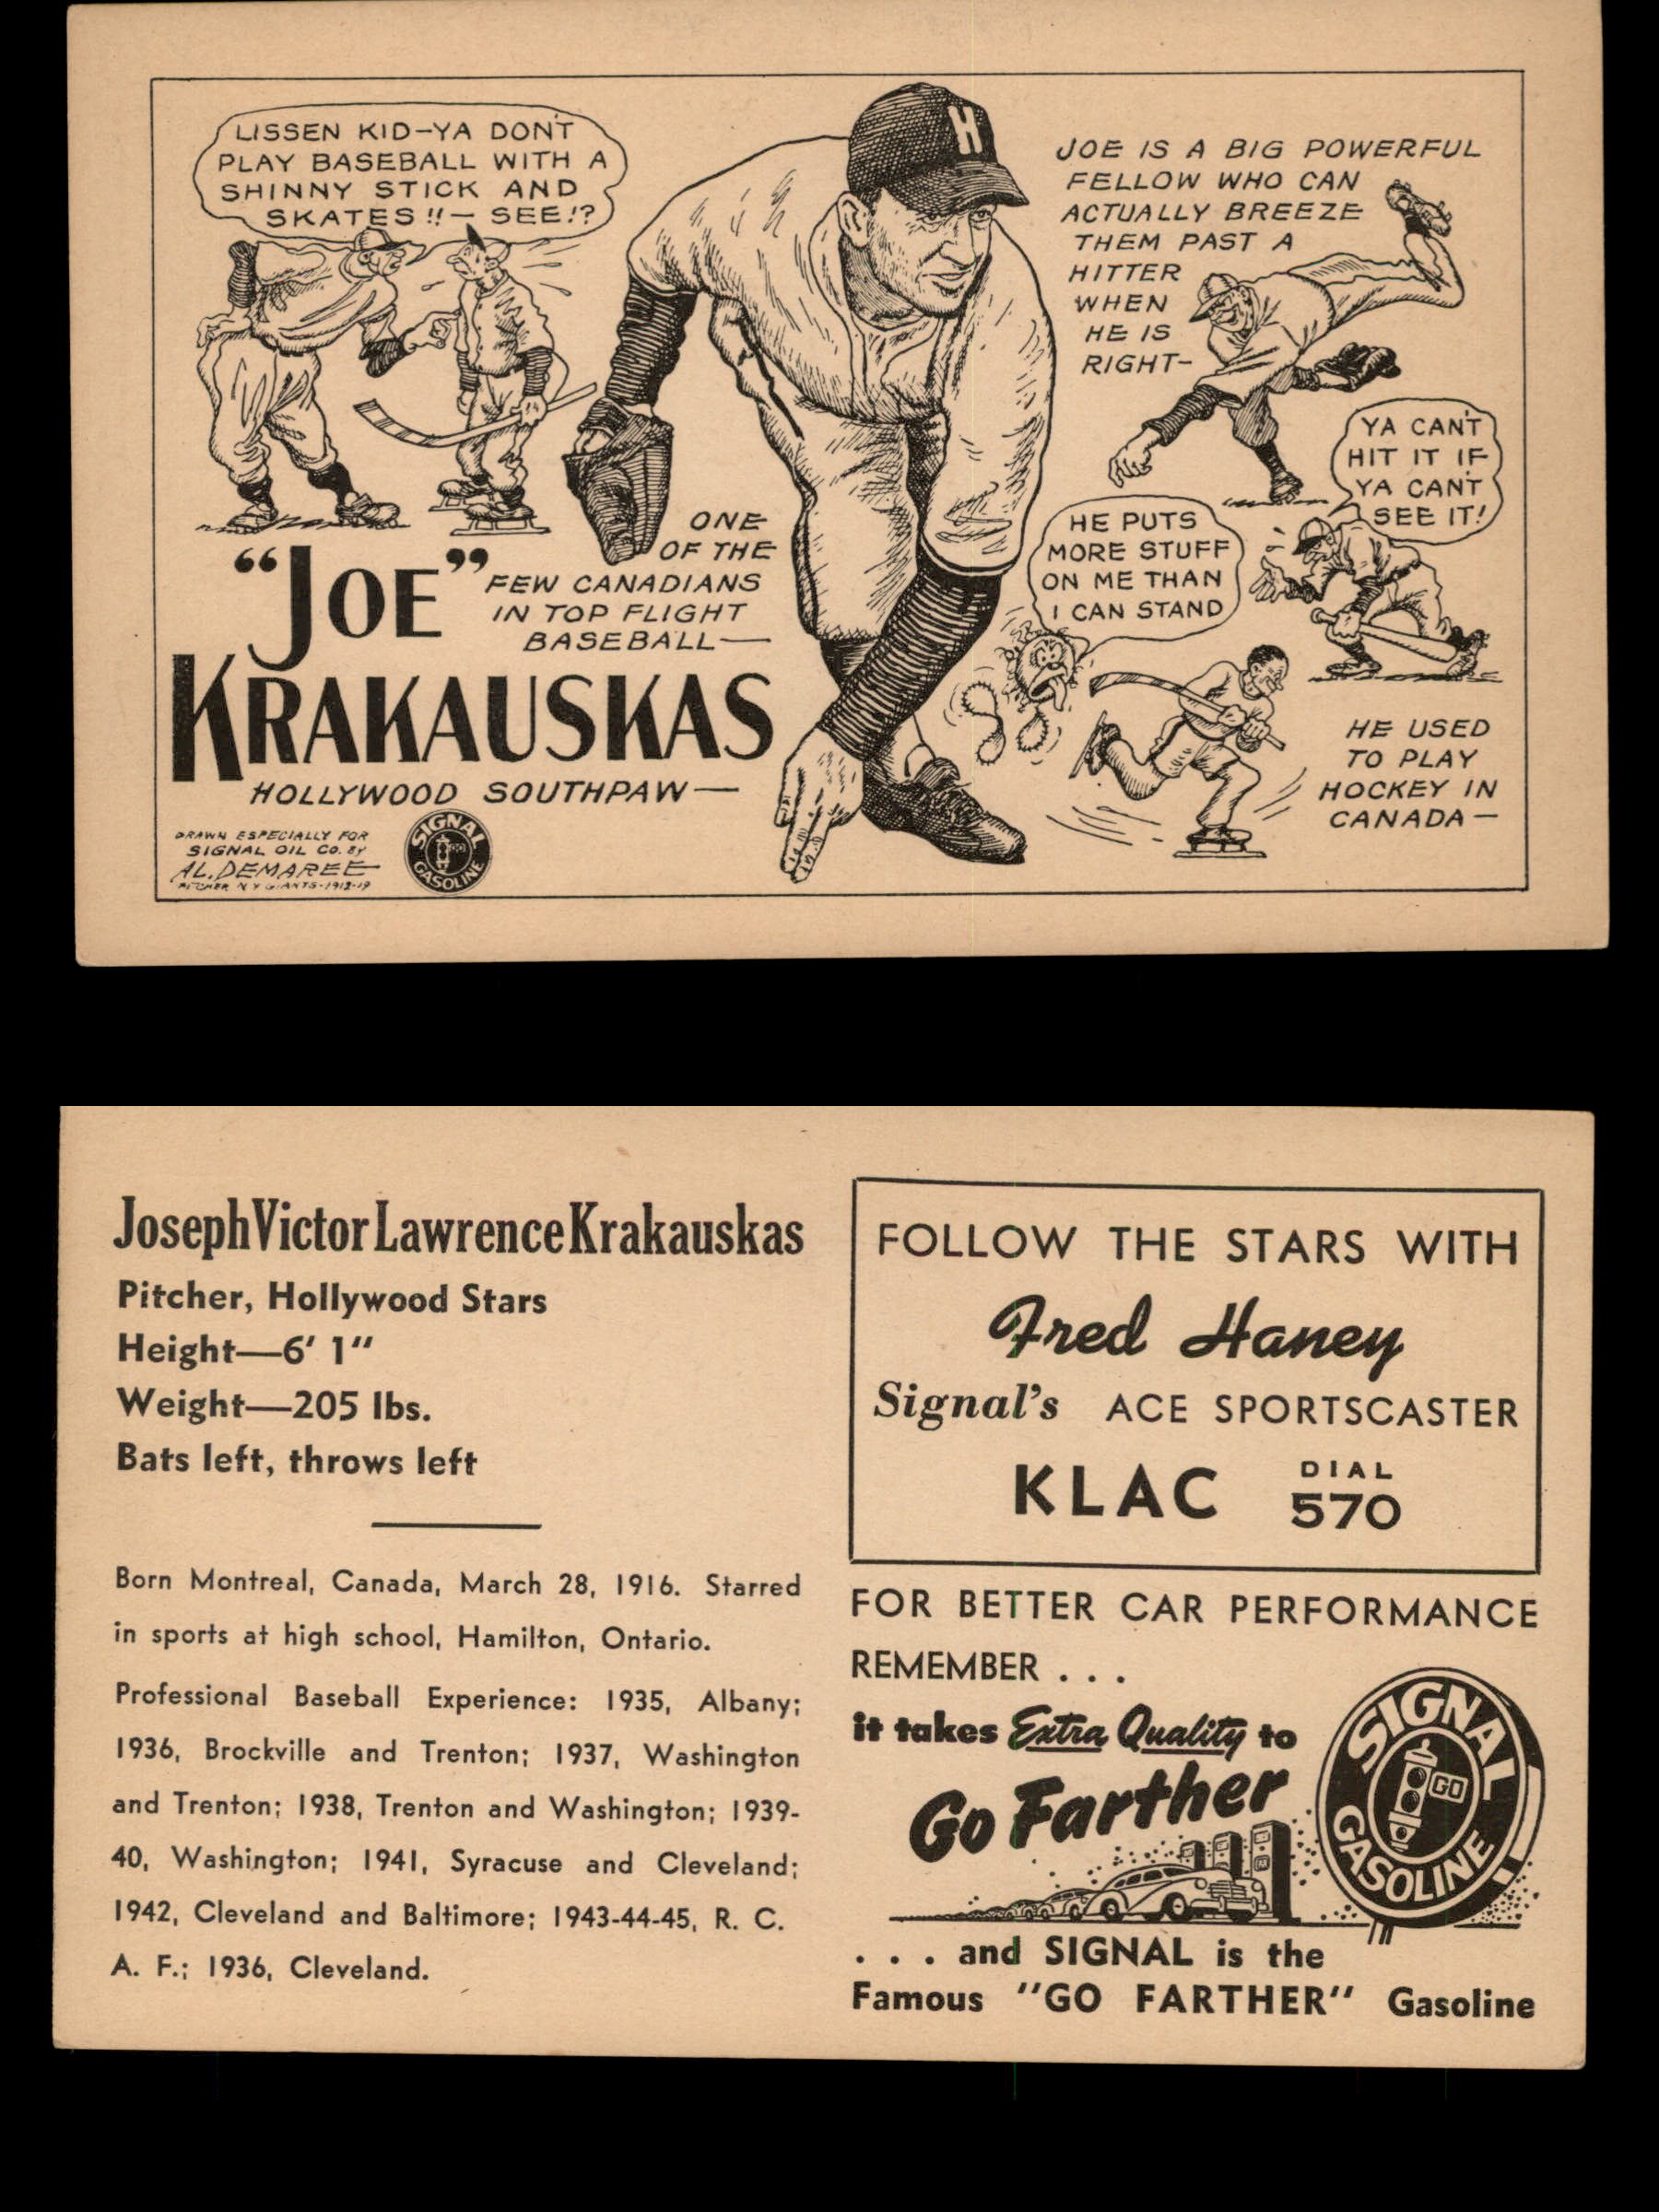 LISSEN KID-YA DON'T
PLAY BASEBALL WITH A
SHINNY STICK AND
SKATES!!- SEE!?
H
JOE IS A BIG POWERFUL
FELLOW WHO CAN
ACTUALLY BREEZE
THEM PAST A
HITTER
WHEN
HE IS
RIGHT-
YA CAN'T
HIT IT IF
YA CAN'T
SEE IT!
HE PUTS
MORE STUFF
ON ME THAN
I CAN STAND
ONE
OF THE
FEW CANADIANS
IN TOP FLIGHT
BASEBALL—
"JOE"
KRAKAUSKAS
HOLLYWOOD SOUTHPAW—
HE USED
TO PLAY
HOCKEY IN
CANADA—
DRAWN ESPECIALLY FOR
SIGNAL OIL CO. BY
AL. DEMAREE
PITCHER N Y GIANTS-1912-19
SIGNAL
GO
GASOLINE
Joseph Victor Lawrence Krakauskas
Pitcher, Hollywood Stars
Height—6' 1"
Weight—205 lbs.
Bats left, throws left
Born Montreal, Canada, March 28, 1916. Starred
in sports at high school, Hamilton, Ontario.
Professional Baseball Experience: 1935, Albany;
1936, Brockville and Trenton; 1937, Washington
and Trenton; 1938, Trenton and Washington; 1939-
40, Washington; 1941, Syracuse and Cleveland;
1942, Cleveland and Baltimore; 1943-44-45, R. C.
A. F.; 1936, Cleveland.
FOLLOW THE STARS WITH
Fred Haney
Signal's ACE SPORTSCASTER
KLAC DIAL 570
FOR BETTER CAR PERFORMANCE
REMEMBER . . .
it takes Extra Quality to
Go Farther
SIGNAL
GO
GASOLINE
. . . and SIGNAL is the
Famous "GO FARTHER" Gasoline